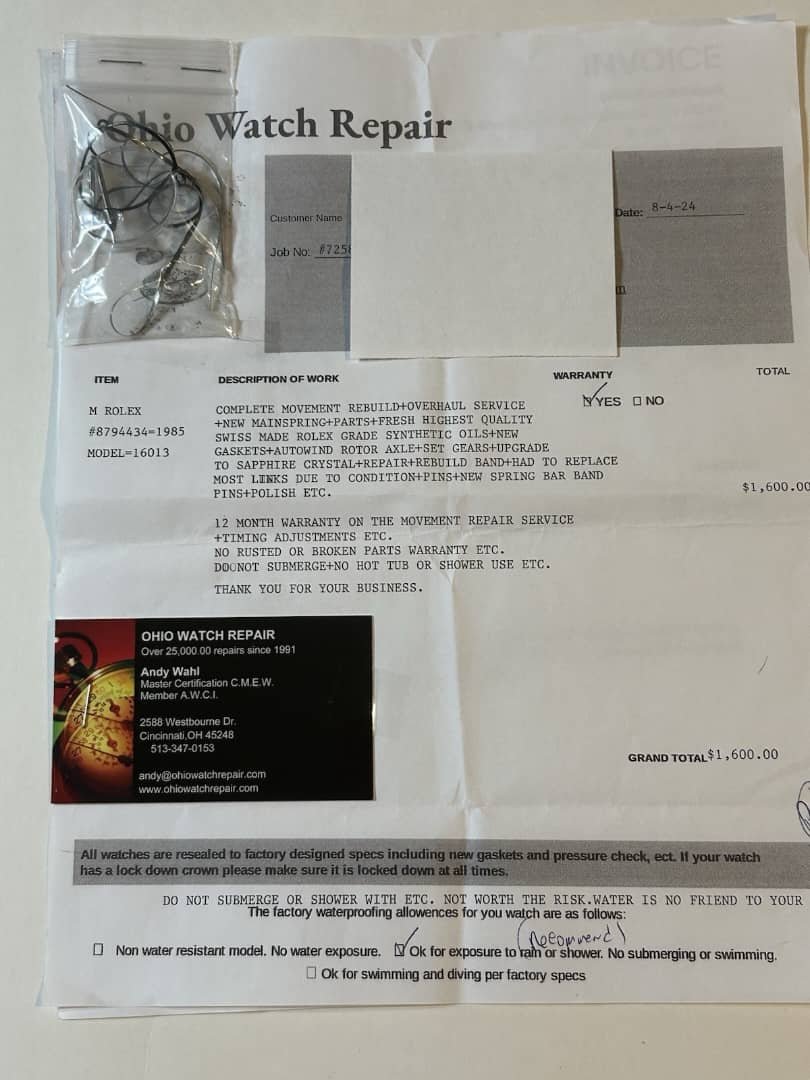 INVOICE
Ohio Watch Repair
Customer Name
Date: 8-4-24
Job No: #7258
ITEM DESCRIPTION OF WORK WARRANTY TOTAL
YES NO
M ROLEX
#8794434=1985
MODEL=16013
COMPLETE MOVEMENT REBUILD+OVERHAUL SERVICE
+NEW MAINSPRING+PARTS+FRESH HIGHEST QUALITY
SWISS MADE ROLEX GRADE SYNTHETIC OILS+NEW
GASKETS+AUTOWIND ROTOR AXLE+SET GEARS+UPGRADE
TO SAPPHIRE CRYSTAL+REPAIR+REBUILD BAND+HAD TO REPLACE
MOST LINKS DUE TO CONDITION+PINS+NEW SPRING BAR BAND
PINS+POLISH ETC.
$1,600.00
12 MONTH WARRANTY ON THE MOVEMENT REPAIR SERVICE
+TIMING ADJUSTMENTS ETC.
NO RUSTED OR BROKEN PARTS WARRANTY ETC.
DOONOT SUBMERGE+NO HOT TUB OR SHOWER USE ETC.
THANK YOU FOR YOUR BUSINESS.
OHIO WATCH REPAIR
Over 25,000.00 repairs since 1991
Andy Wahl
Master Certification C.M.E.W.
Member A.W.C.I.
2588 Westbourne Dr.
Cincinnati,OH 45248
513-347-0153
andy@ohiowatchrepair.com
www.ohiowatchrepair.com
GRAND TOTAL $1,600.00
All watches are resealed to factory designed specs including new gaskets and pressure check, ect. If your watch
has a lock down crown please make sure it is locked down at all times.
DO NOT SUBMERGE OR SHOWER WITH ETC. NOT WORTH THE RISK.WATER IS NO FRIEND TO YOUR
The factory waterproofing allowences for you watch are as follows:
(Recommend)
Non water resistant model. No water exposure. Ok for exposure to rain or shower. No submerging or swimming.
Ok for swimming and diving per factory specs